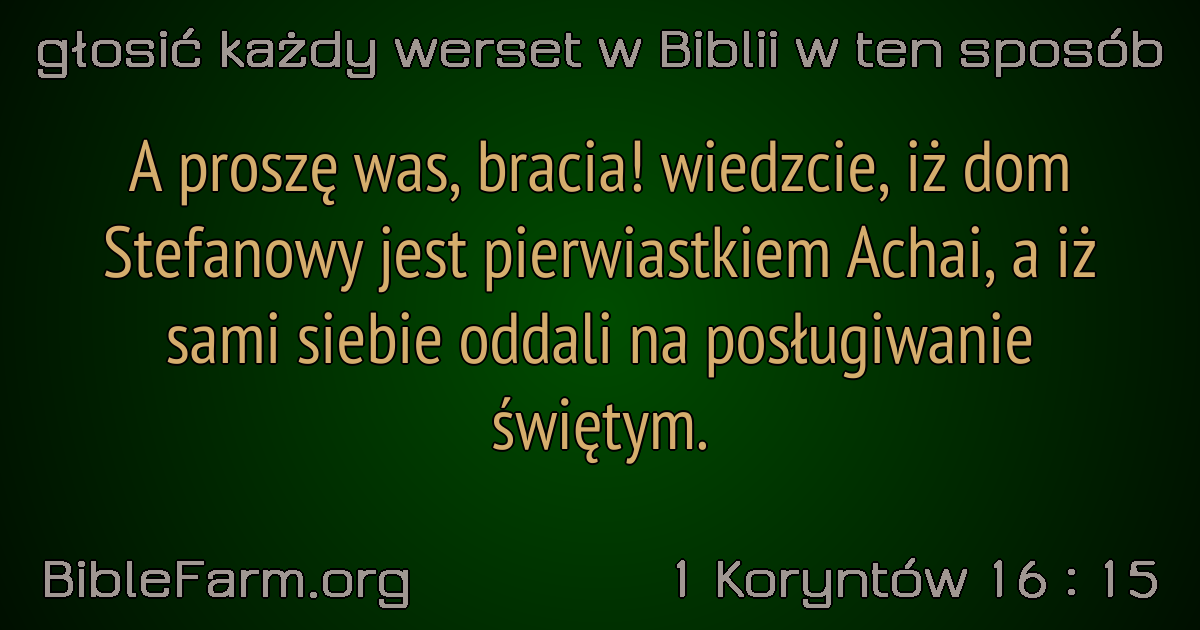 głosić każdy werset w Biblii w ten sposób
A proszę was, bracia! wiedzcie, iż dom
Stefanowy jest pierwiastkiem Achai, a iż
sami siebie oddali na posługiwanie
świętym.
BibleFarm.org
1 Koryntów 16 : 15